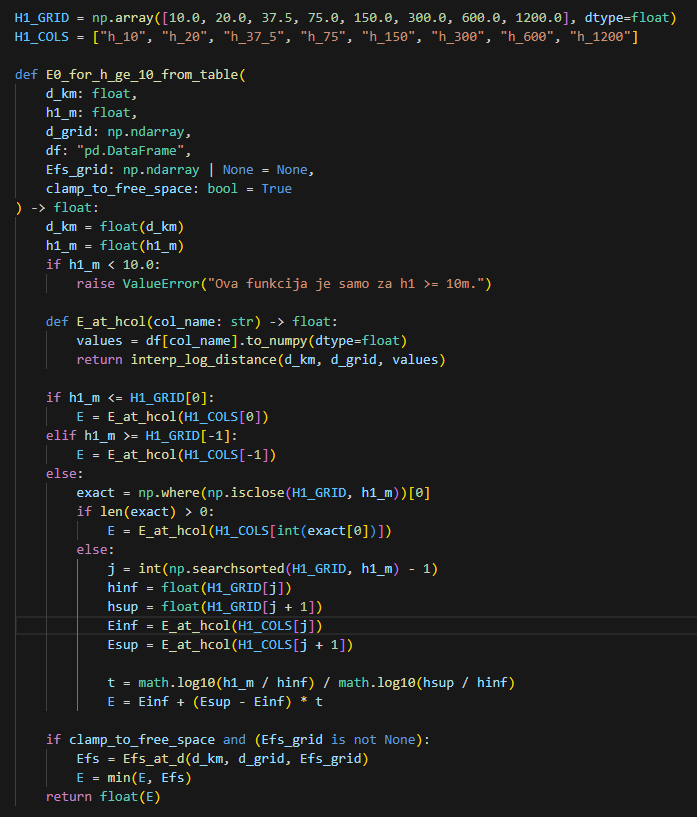 H1_GRID = np.array([10.0, 20.0, 37.5, 75.0, 150.0, 300.0, 600.0, 1200.0], dtype=float)
H1_COLS = ["h_10", "h_20", "h_37_5", "h_75", "h_150", "h_300", "h_600", "h_1200"]

def E0_for_h_ge_10_from_table(
    d_km: float,
    h1_m: float,
    d_grid: np.ndarray,
    df: "pd.DataFrame",
    Efs_grid: np.ndarray | None = None,
    clamp_to_free_space: bool = True
) -> float:
    d_km = float(d_km)
    h1_m = float(h1_m)
    if h1_m < 10.0:
        raise ValueError("Ova funkcija je samo za h1 >= 10m.")

    def E_at_hcol(col_name: str) -> float:
        values = df[col_name].to_numpy(dtype=float)
        return interp_log_distance(d_km, d_grid, values)

    if h1_m <= H1_GRID[0]:
        E = E_at_hcol(H1_COLS[0])
    elif h1_m >= H1_GRID[-1]:
        E = E_at_hcol(H1_COLS[-1])
    else:
        exact = np.where(np.isclose(H1_GRID, h1_m))[0]
        if len(exact) > 0:
            E = E_at_hcol(H1_COLS[int(exact[0])])
        else:
            j = int(np.searchsorted(H1_GRID, h1_m) - 1)
            hinf = float(H1_GRID[j])
            hsup = float(H1_GRID[j + 1])
            Einf = E_at_hcol(H1_COLS[j])
            Esup = E_at_hcol(H1_COLS[j + 1])

            t = math.log10(h1_m / hinf) / math.log10(hsup / hinf)
            E = Einf + (Esup - Einf) * t

    if clamp_to_free_space and (Efs_grid is not None):
        Efs = Efs_at_d(d_km, d_grid, Efs_grid)
        E = min(E, Efs)
    return float(E)